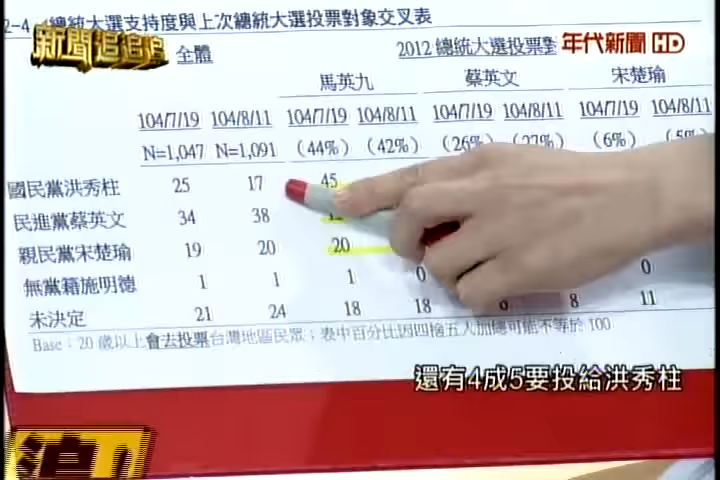 2-4 總統大選支持度與上次總統大選投票對象交叉表
新聞追追追
年代新聞 HD
全體 2012 總統大選投票對
馬英九 蔡英文 宋楚瑜
104/7/19 104/8/11 104/7/19 104/8/11 104/7/19 104/8/11 104/7/19 104/8/11
N=1,047 N=1,091 (44%) (42%) (26%) (27%) (6%) (5%)
國民黨洪秀柱 25 17 45
民進黨蔡英文 34 38
親民黨宋楚瑜 19 20 20
無黨籍施明德 1 1 1 0 0
未決定 21 24 18 18 8 11
Base：20 歲以上會去投票台灣地區民眾；表中百分比因四捨五入加總可能不等於 100
還有4成5要投給洪秀柱